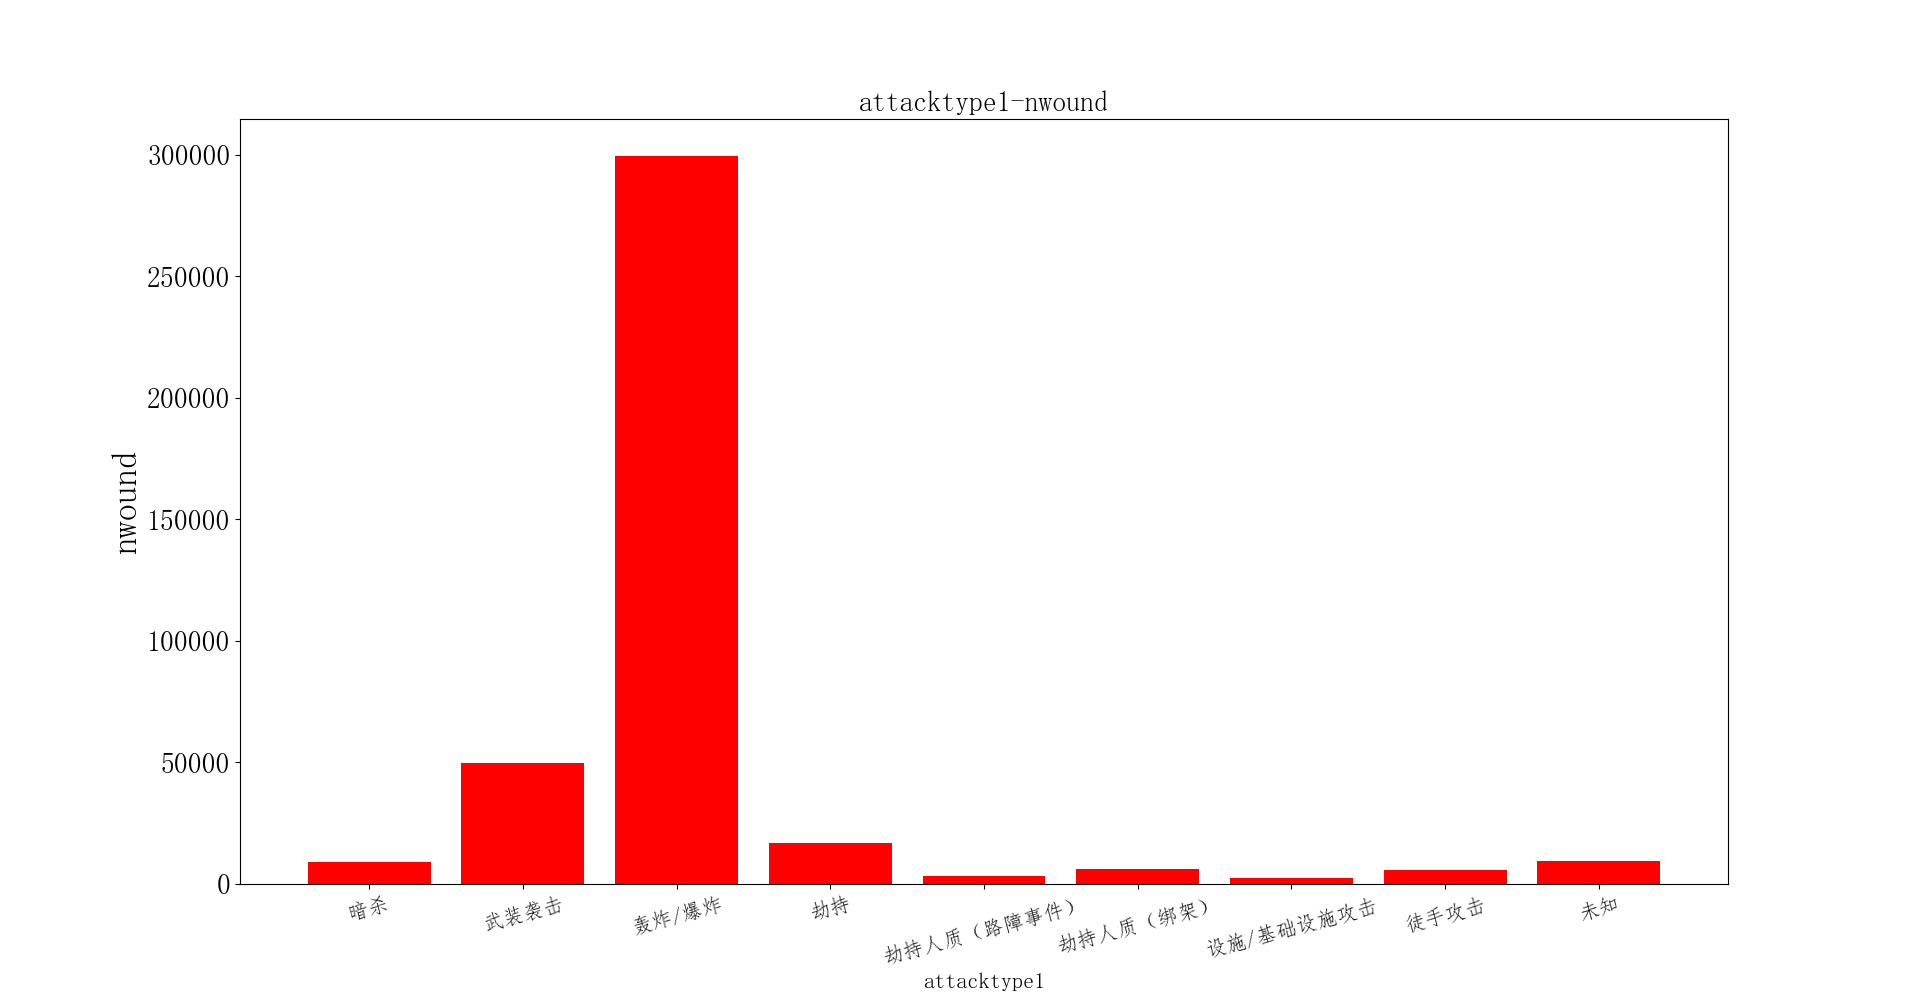 attacktype1-nwound
300000
250000
200000
150000
100000
50000
0
nwound
暗杀
武装袭击
轰炸/爆炸
劫持
劫持人质（路障事件）
劫持人质（绑架）
设施/基础设施攻击
徒手攻击
未知
attacktype1